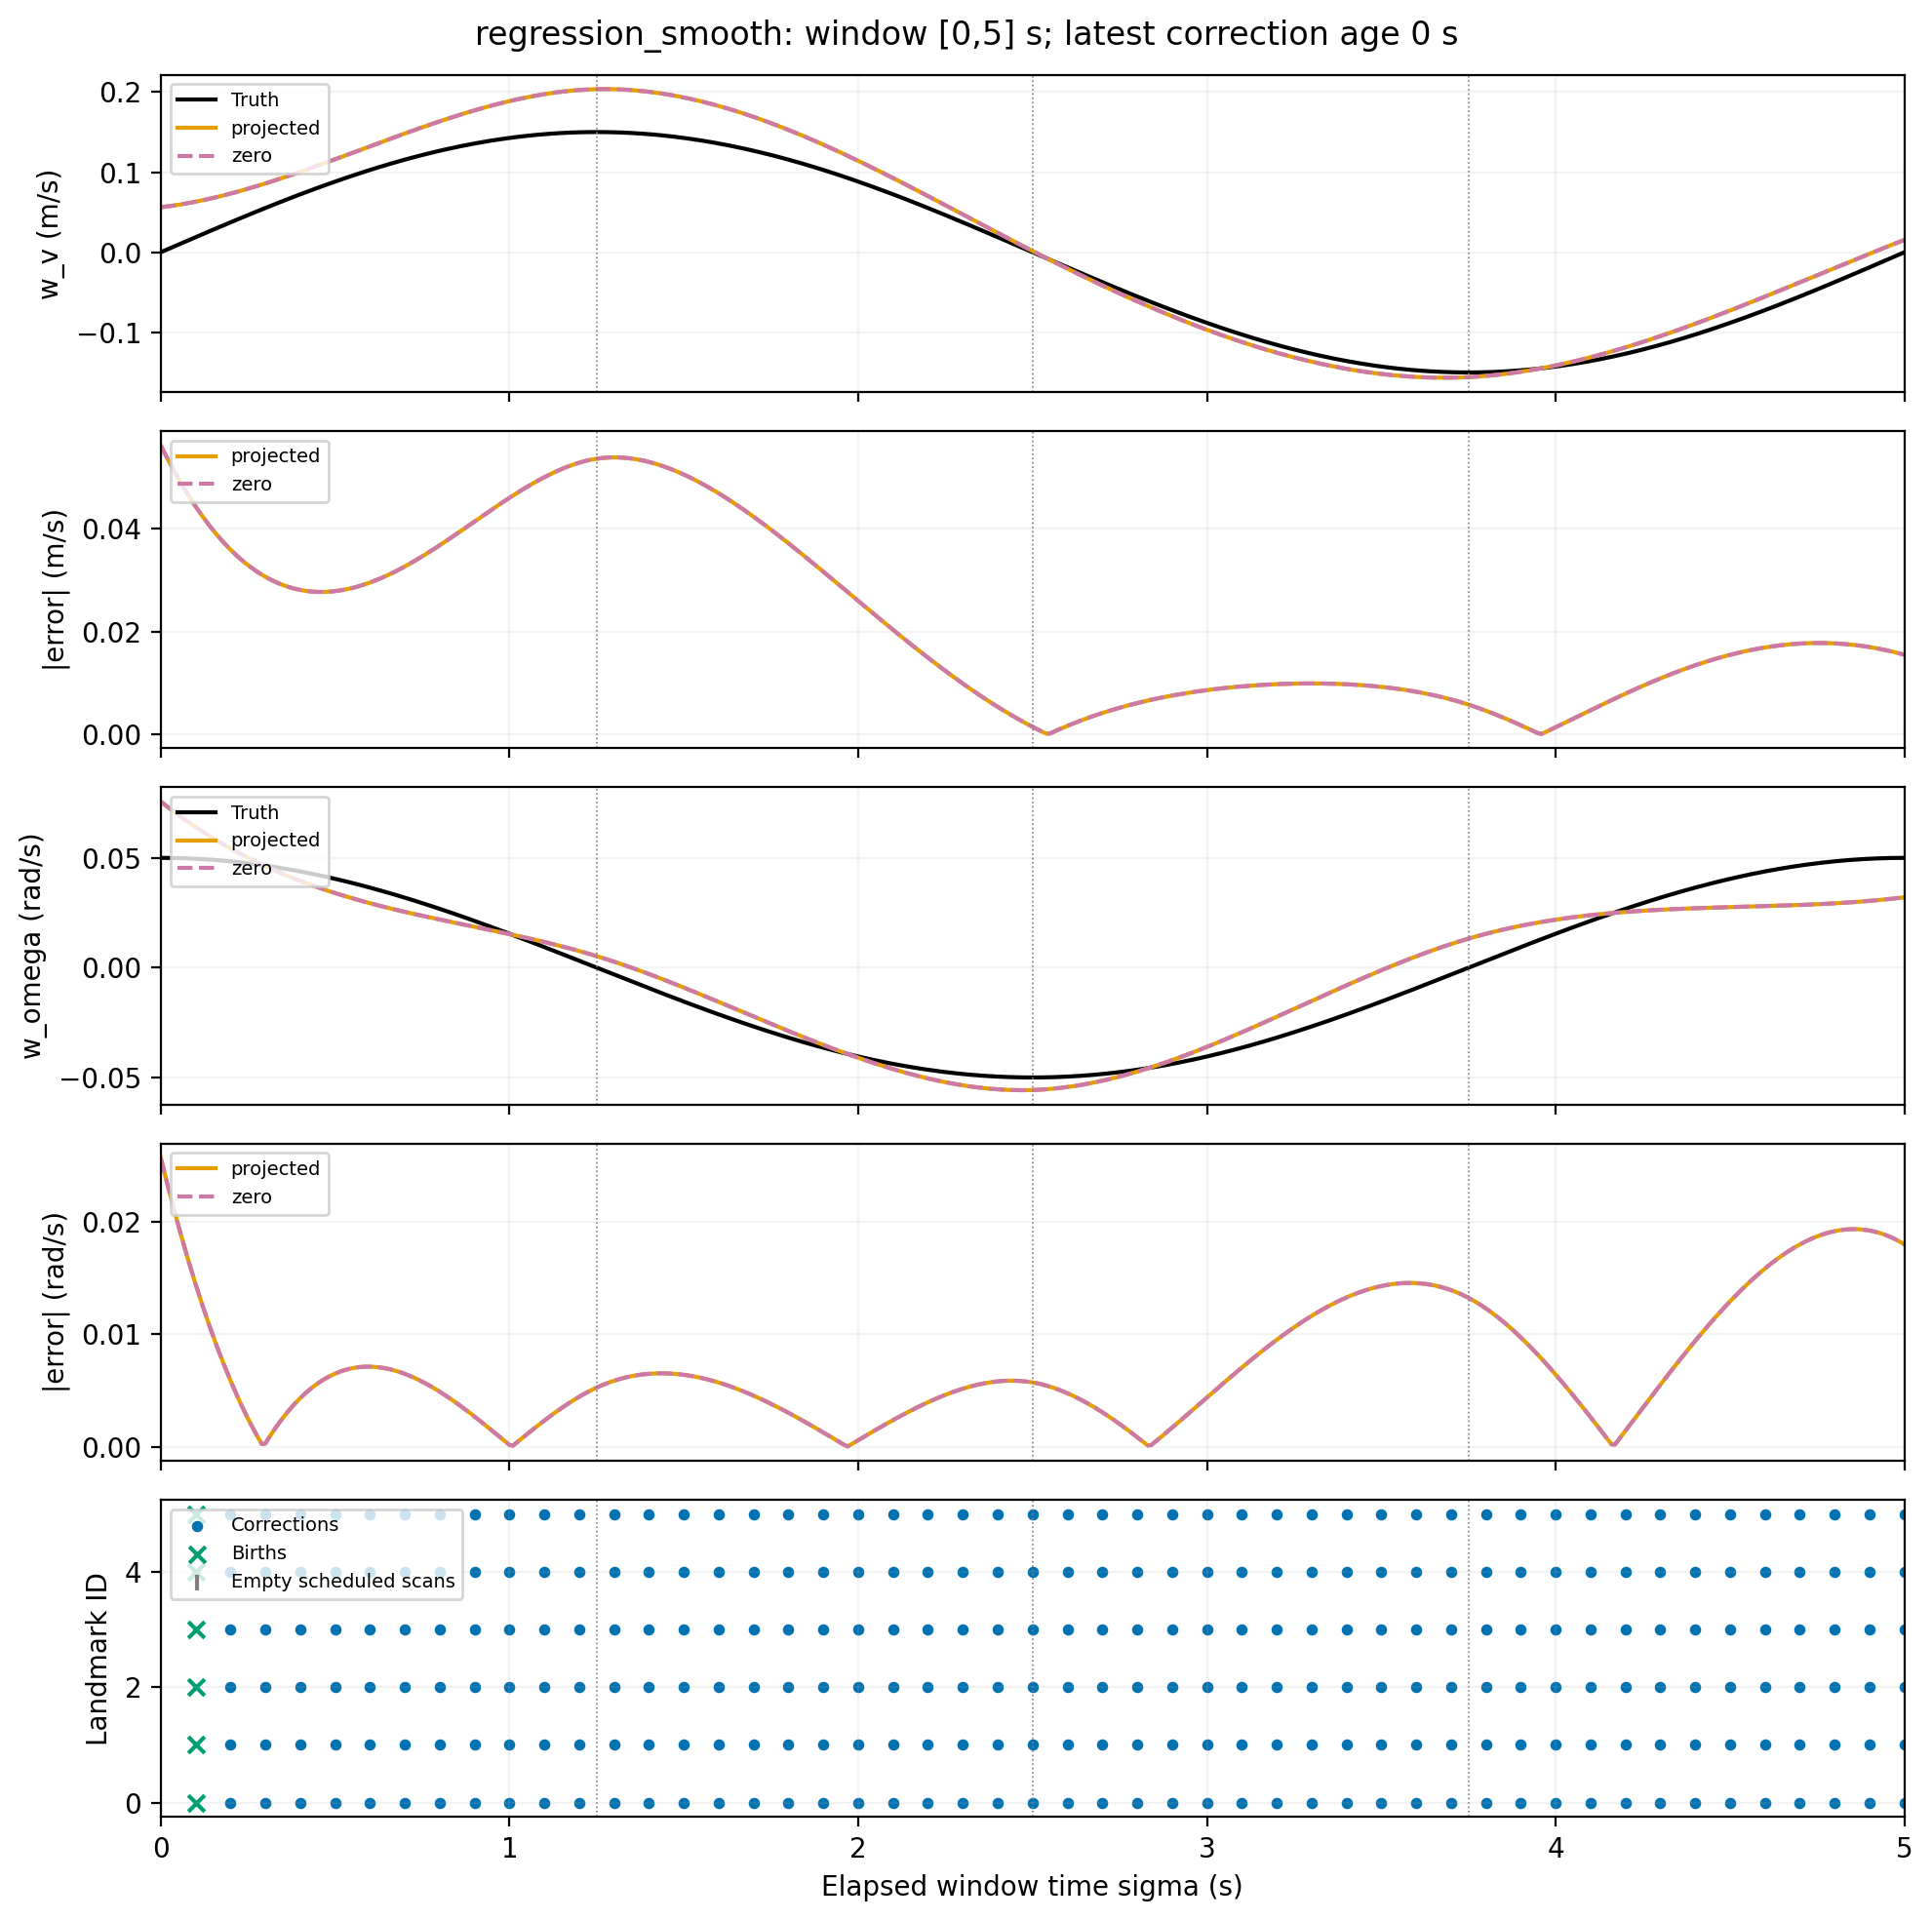 regression_smooth: window [0,5] s; latest correction age 0 s
w_v (m/s)
0.2
0.1
0.0
−0.1
Truth
projected
zero
|error| (m/s)
0.04
0.02
0.00
projected
zero
w_omega (rad/s)
0.05
0.00
−0.05
Truth
projected
zero
|error| (rad/s)
0.02
0.01
0.00
projected
zero
Landmark ID
4
2
0
Corrections
Births
Empty scheduled scans
0 1 2 3 4 5
Elapsed window time sigma (s)